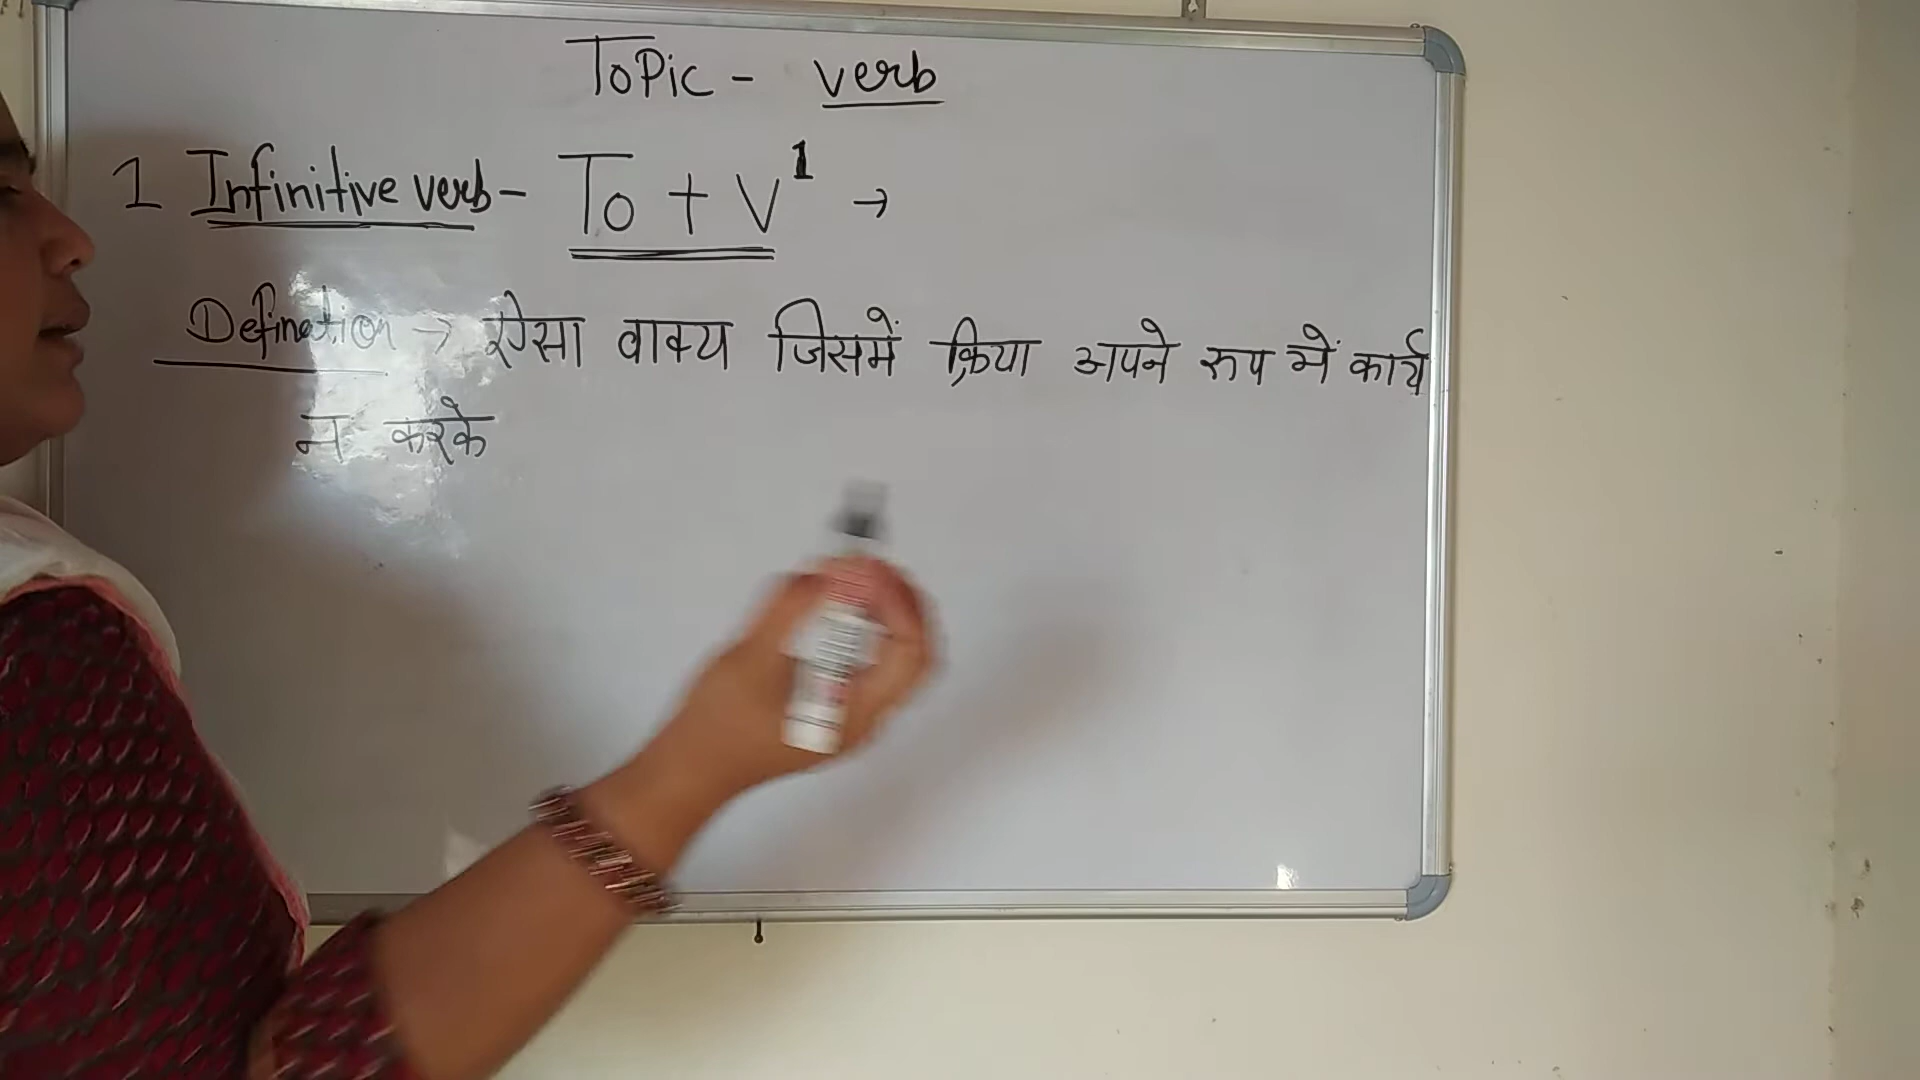 Topic - verb
1 Infinitive verb - To + V¹ →
Defination → ऐसा वाक्य जिसमें क्रिया अपने रुप में कार्य
न करके